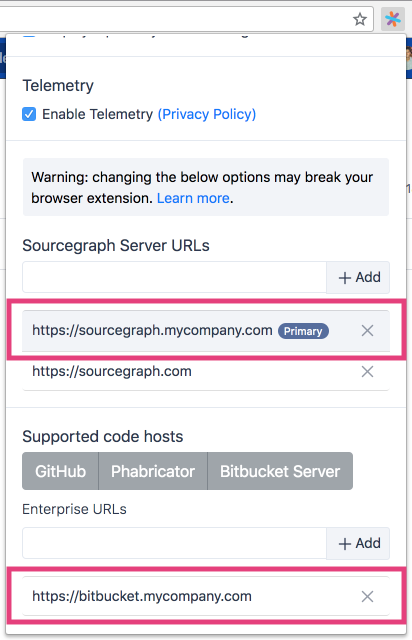 Telemetry
Enable Telemetry (Privacy Policy)
Warning: changing the below options may break your
browser extension. Learn more.
Sourcegraph Server URLs
+ Add
https://sourcegraph.mycompany.com Primary
https://sourcegraph.com
Supported code hosts
GitHub Phabricator Bitbucket Server
Enterprise URLs
+ Add
https://bitbucket.mycompany.com